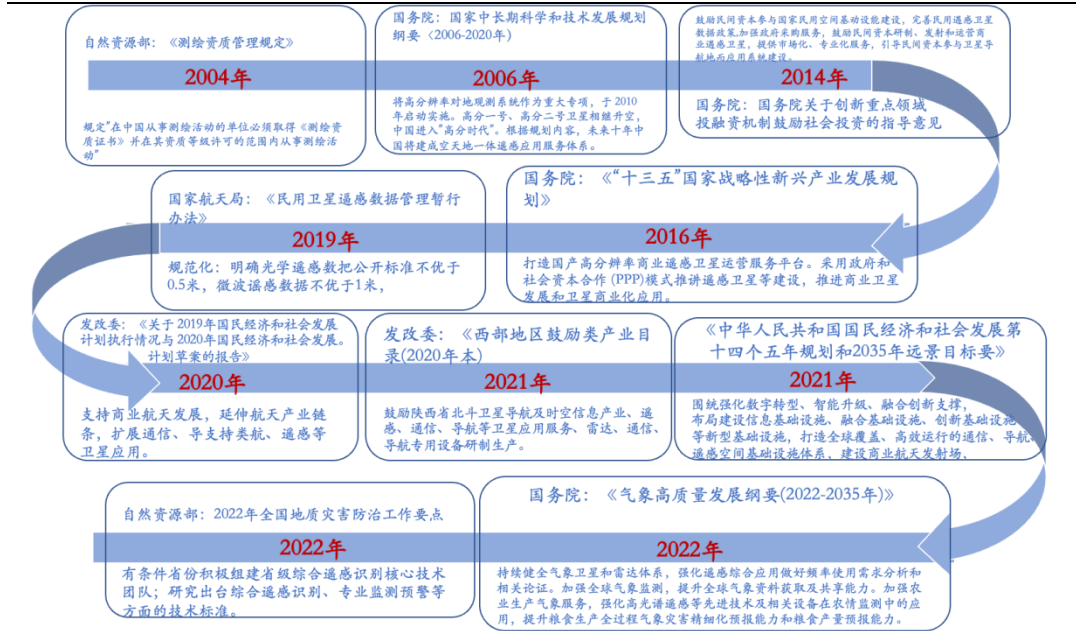 自然资源部：《测绘资质管理规定》
2004年
规定"在中国从事测绘活动的单位必须取得《测绘资
质证书》并在其资质等级许可的范围内从事测绘活
动"
国务院：国家中长期科学和技术发展规划
纲要〈2006-2020年）
2006年
将高分辨率对地观测系统作为重大专项，于 2010
年启动实施。高分一号、高分二号卫星相继升空，
中国进入"高分时代"。根据规划内容，未来十年中
国将建成空天地一体遥感应用服务体系。
鼓励民间资本参与国家民用空间基础设能建设，完善民用遥感卫星
数据政策,加强政府采购服务，鼓励民间资本研制、发射和运营商
业遥感卫星，提供市场化、专业化服务，引导民间资本参与卫星导
航地而应用系统建设。
2014年
国务院：国务院关于创新重点领域
投融资机制鼓励社会投资的指导意见
国务院：《“十三五”国家战略性新兴产业发展规
划》
2016年
打造国产高分辨率商业遥感卫星运营服务平台。采用政府和
社会资本合作 (PPP)模式推讲遥感卫星等建设，推进商业卫星
发展和卫星商业化应用。
国家航天局：《民用卫星遥感数据管理暂行
办法》
2019年
规范化：明确光学遥感数把公开标准不优于
0.5米，微波谣感数据不优于1米，
发改委：《关于 2019年国民经济和社会发展
计划执行情况与 2020年国民经济和社会发展。
计划草案的报告》
2020年
支持商业航天发展，延伸航天产业链
条，扩展通信、导支持类航、遥感等
卫星应用。
发改委：《西部地区鼓励类产业目
录(2020年本)
2021年
鼓励陕西省北斗卫星导航及时空信息产业、遥
感、通信、导航等卫星应用服务、雷达、通信、
导航专用设备研制生产。
《中华人民共和国国民经济和社会发展第
十四个五年规划和2035年远景目标要》
2021年
围统强化数字转型、智能升级、融合创新支撑，
布局建设信息基础设施、融合基础设施、创新基础设施
等新型基础设施，打造全球覆盖、高效运行的通信、导航、
遥感空间基础设施体系、建设商业航天发射场、
国务院：《气象高质量发展纲要(2022-2035年)》
2022年
持续健全气象卫星和雷达体系，强化遥感综合应用做好频率使用需求分析和
相关论证。加强全球气象监测，提升全球气象资料获取及共享能力。加强农
业生产气象服务，强化高光谱遥感等先进技术及相关设备在农情监测中的应
用，提升粮食生产全过程气象灾害精细化预报能力和粮食产量预报能力。
自然资源部：2022年全国地质灾害防治工作要点
2022年
有条件省份积极组建省级综合遥感识别核心技术
团队；研究出台综合遥感识别、专业监测预警等
方面的技术标准。